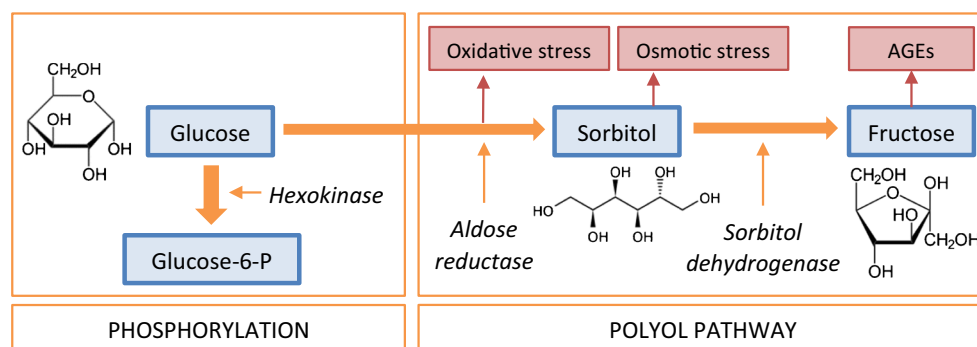 Oxidative stress
Osmotic stress
AGEs
CH₂OH
O
OH
OH
OH
OH
Glucose
Sorbitol
Fructose
Hexokinase
Glucose-6-P
Aldose
reductase
OH
OH
OH
HO
OH
OH
OH
Sorbitol
dehydrogenase
CH₂OH
O
OH
HO
CH₂OH
OH
PHOSPHORYLATION
POLYOL PATHWAY